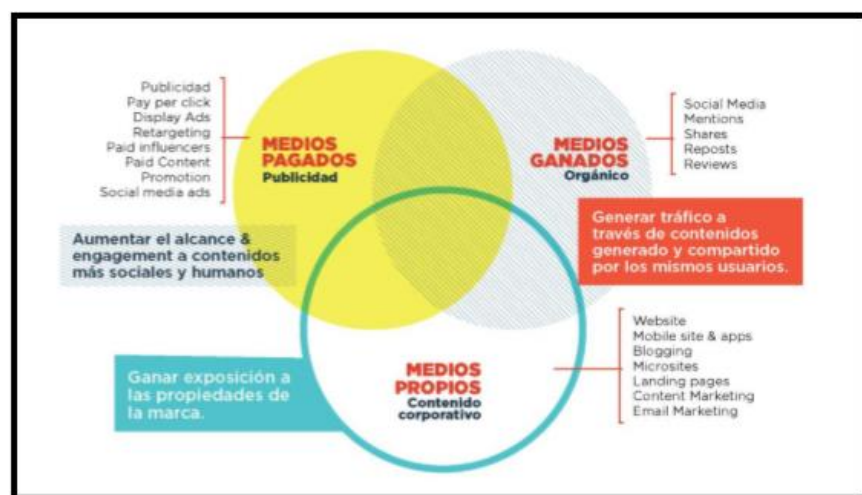 Publicidad
Pay per click
Display Ads
Retargeting
Paid influencers
Paid Content
Promotion
Social media ads
MEDIOS
PAGADOS
Publicidad
MEDIOS
GANADOS
Orgánico
Social Media
Mentions
Shares
Reposts
Reviews
Aumentar el alcance &
engagement a contenidos
más sociales y humanos
Generar tráfico a
través de contenidos
generado y compartido
por los mismos usuarios.
Ganar exposición a
las propiedades de
la marca.
MEDIOS
PROPIOS
Contenido
corporativo
Website
Mobile site & apps
Blogging
Microsites
Landing pages
Content Marketing
Email Marketing